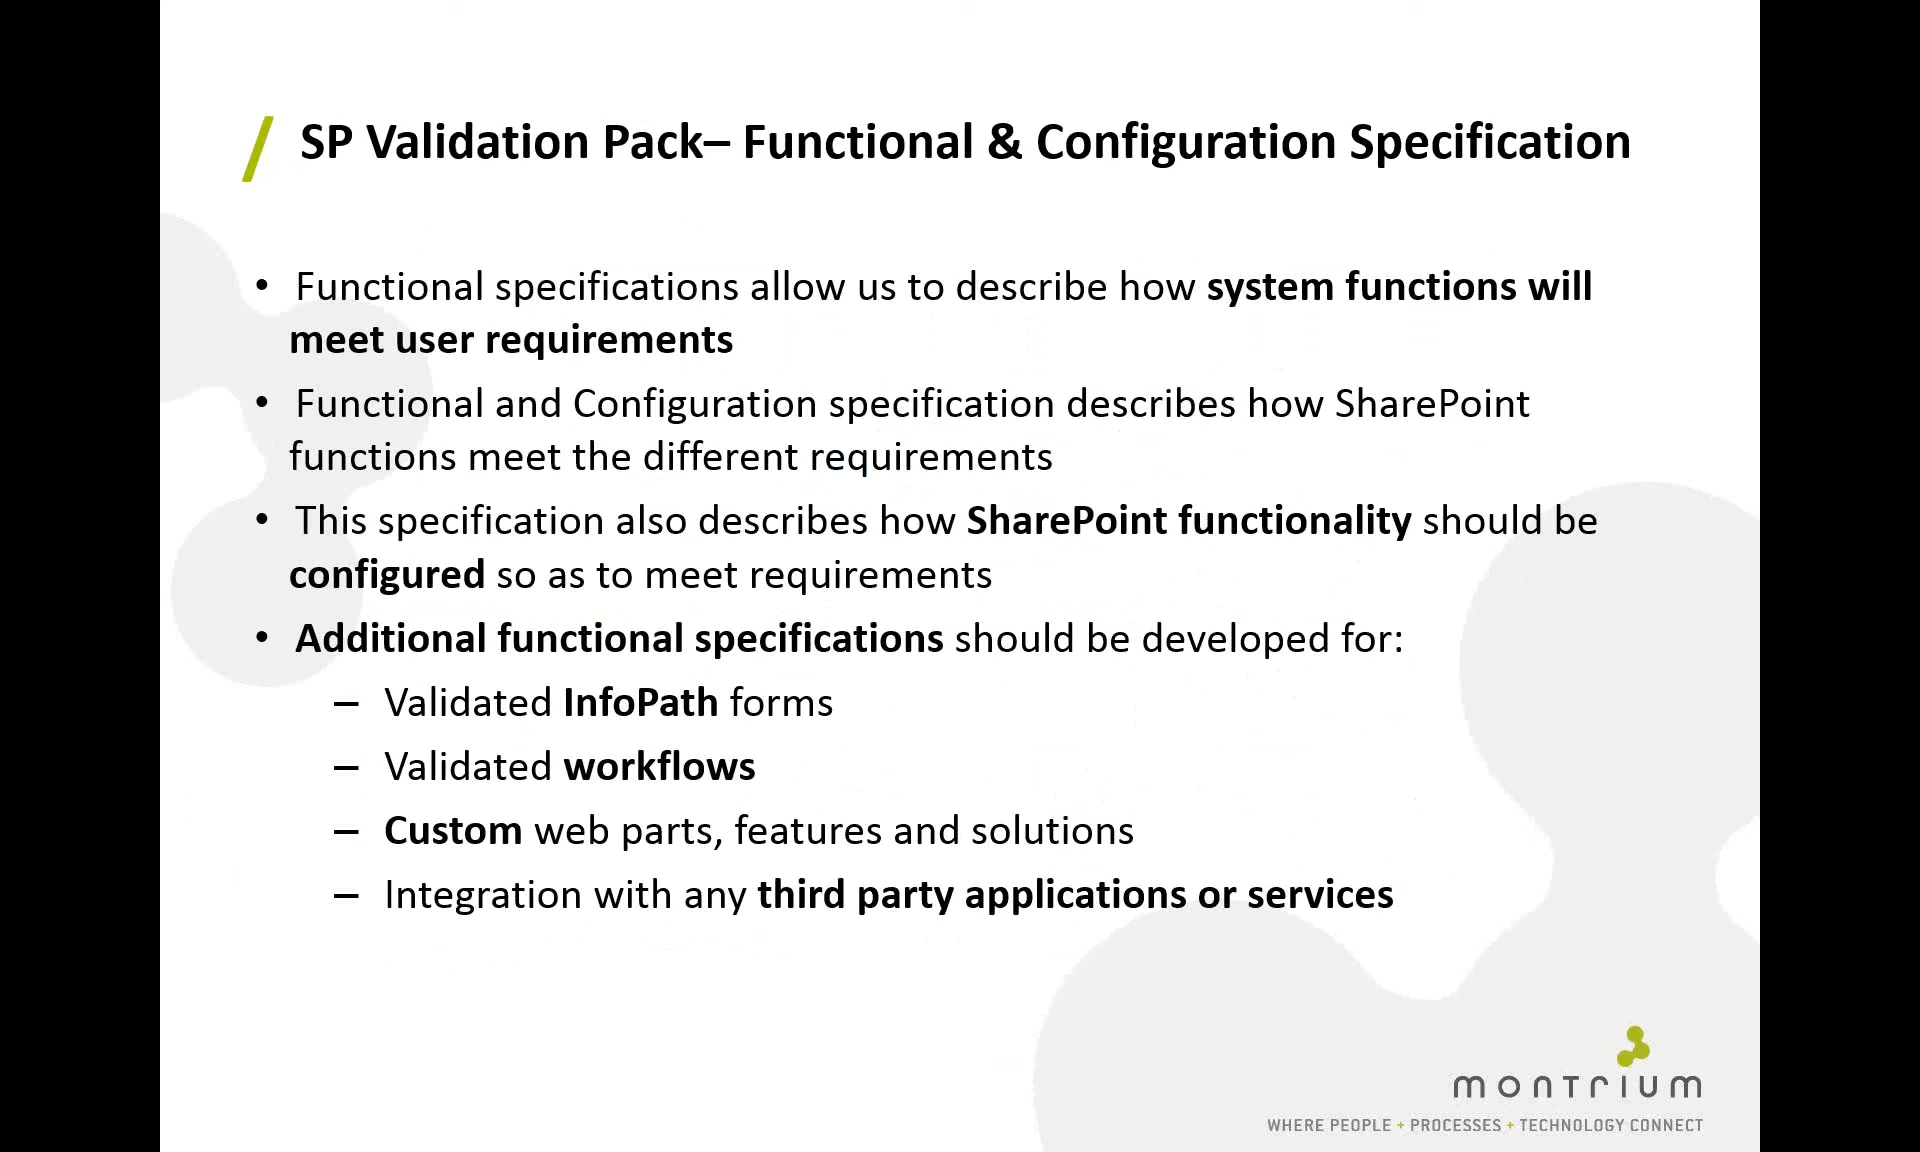 SP Validation Pack– Functional & Configuration Specification
• Functional specifications allow us to describe how system functions will
meet user requirements
• Functional and Configuration specification describes how SharePoint
functions meet the different requirements
• This specification also describes how SharePoint functionality should be
configured so as to meet requirements
• Additional functional specifications should be developed for:
– Validated InfoPath forms
– Validated workflows
– Custom web parts, features and solutions
– Integration with any third party applications or services
montrium
WHERE PEOPLE + PROCESSES + TECHNOLOGY CONNECT